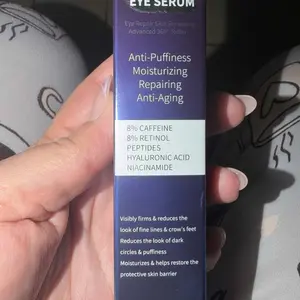 EYE SERUM
Anti-Puffiness
Moisturizing
Repairing
Anti-Aging
8% CAFFEINE
8% RETINOL
PEPTIDES
HYALURONIC ACID
NIACINAMIDE
Visibly firms & reduces the
look of fine lines & crow's feet
Reduces the look of dark
circles & puffiness
Moisturizes & helps restore the
protective skin barrier